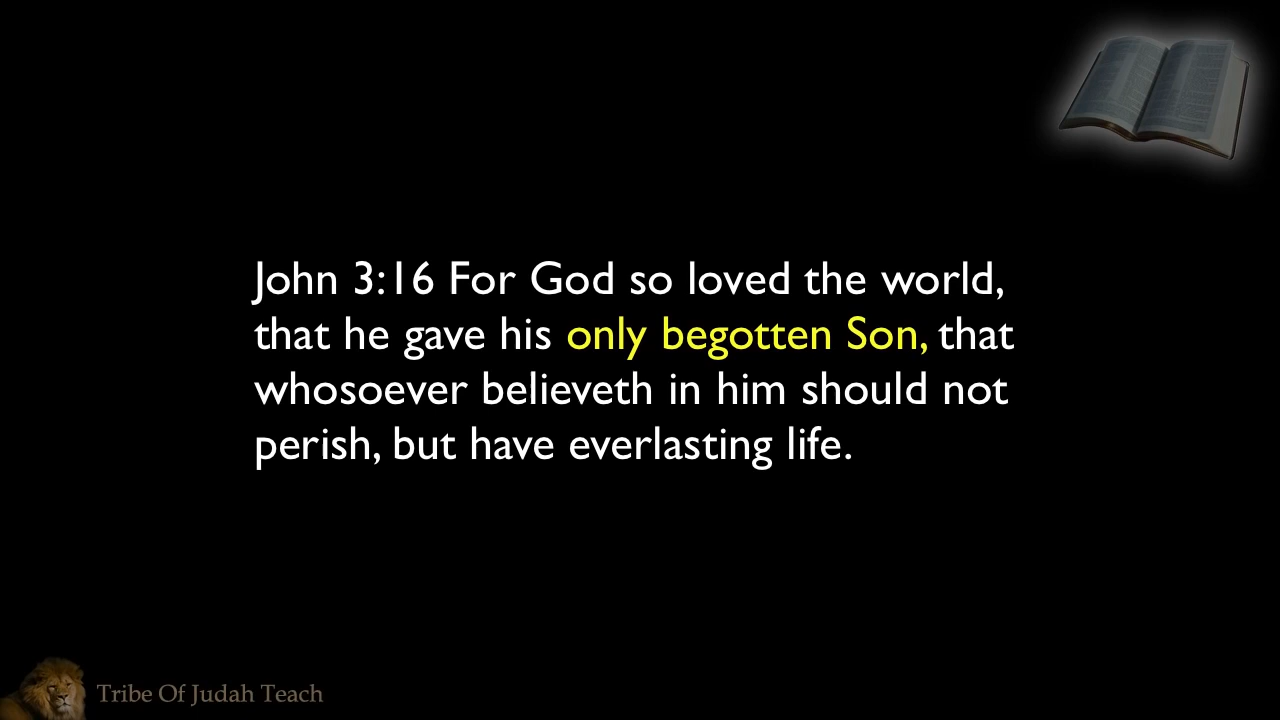 John 3:16 For God so loved the world,
that he gave his only begotten Son, that
whosoever believeth in him should not
perish, but have everlasting life.
Tribe Of Judah Teach